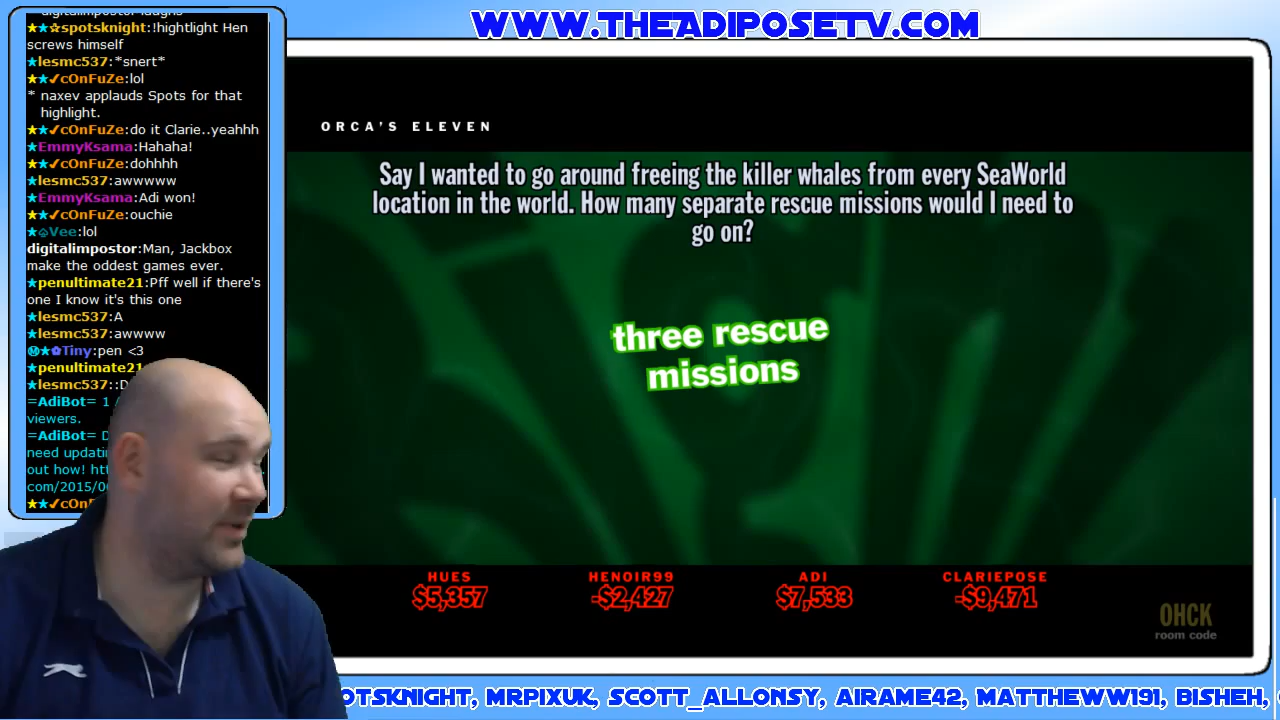 WWW.THEADIPOSETV.COM
★★✫spotsknight:!hightlight Hen
screws himself
★lesmc537:*snert*
★★✓cOnFuZe:lol
* naxev applauds Spots for that
highlight.
★★✓cOnFuZe:do it Clarie..yeahhh
★EmmyKsama:Hahaha!
★★✓cOnFuZe:dohhhh
★lesmc537:awwwww
★EmmyKsama:Adi won!
★★✓cOnFuZe:ouchie
Vee:lol
digitalimpostor:Man, Jackbox
make the oddest games ever.
★penultimate21:Pff well if there's
one I know it's this one
★lesmc537:A
★lesmc537:awwww
Tiny:pen <3
★penultimate21
★lesmc537::D
=AdiBot= 1
viewers.
=AdiBot=
need
out how!
com/2015/0
ORCA'S ELEVEN
Say I wanted to go around freeing the killer whales from every SeaWorld
location in the world. How many separate rescue missions would I need to
go on?
three rescue
missions
HUES HENOIR99 ADI CLARIEPOSE
$5,357 -$2,427 $7,533 -$9,471
OHCK
room code
OTSKNIGHT, MRPIXUK, SCOTT_ALLONSY, AIRAME42, MATTHEWW191, BISHEH,